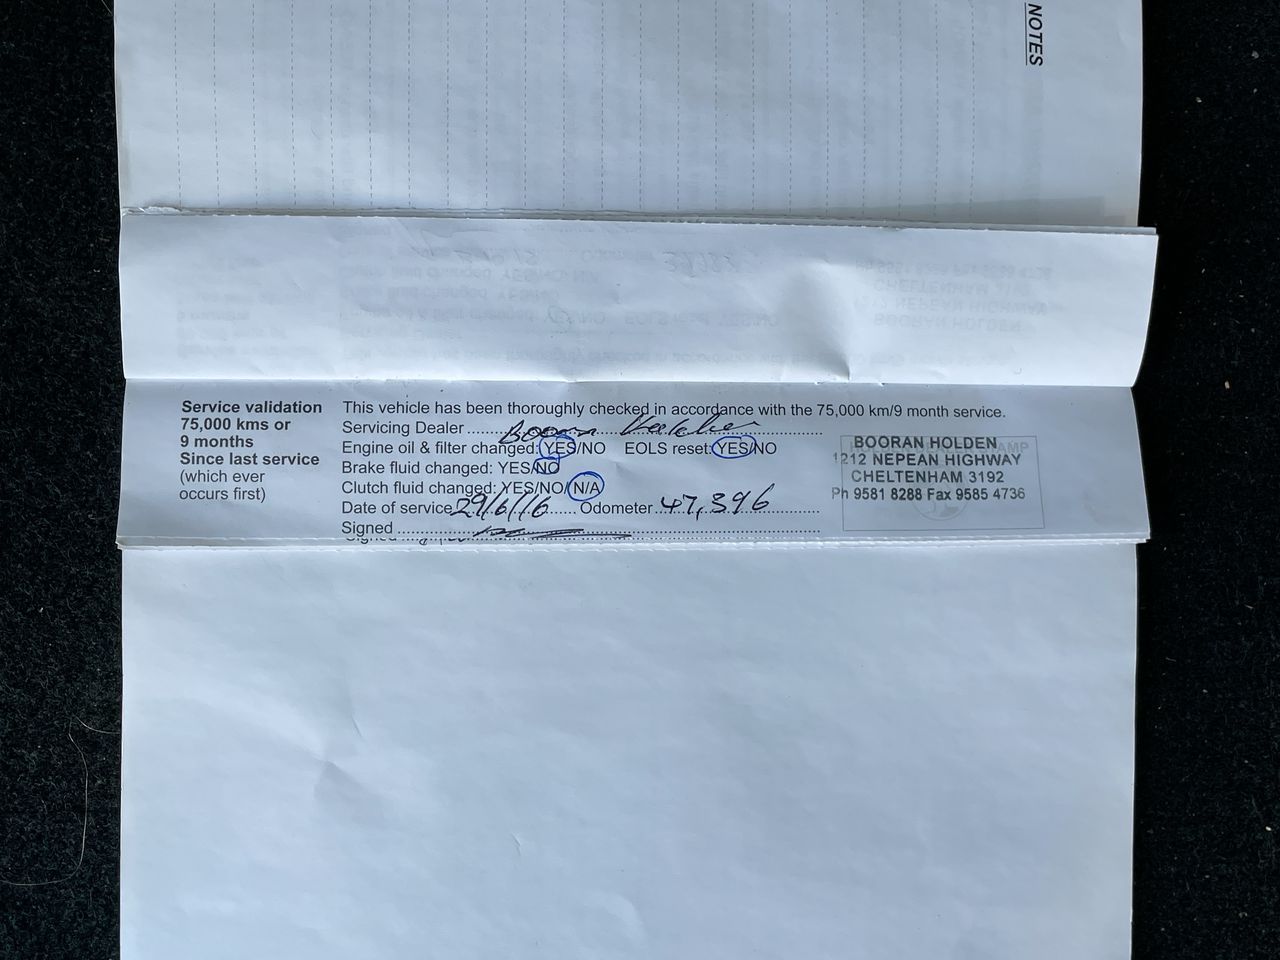 NOTES
Service validation
75,000 kms or
9 months
Since last service
(which ever
occurs first)
This vehicle has been thoroughly checked in accordance with the 75,000 km/9 month service.
Servicing Dealer Booran
Engine oil & filter changed: YES/NO EOLS reset: YES/NO
Brake fluid changed: YES/NO
Clutch fluid changed: YES/NO/N/A
Date of service 29/6/16 Odometer 47,396
Signed
BOORAN HOLDEN
1212 NEPEAN HIGHWAY
CHELTENHAM 3192
Ph 9581 8288 Fax 9585 4736